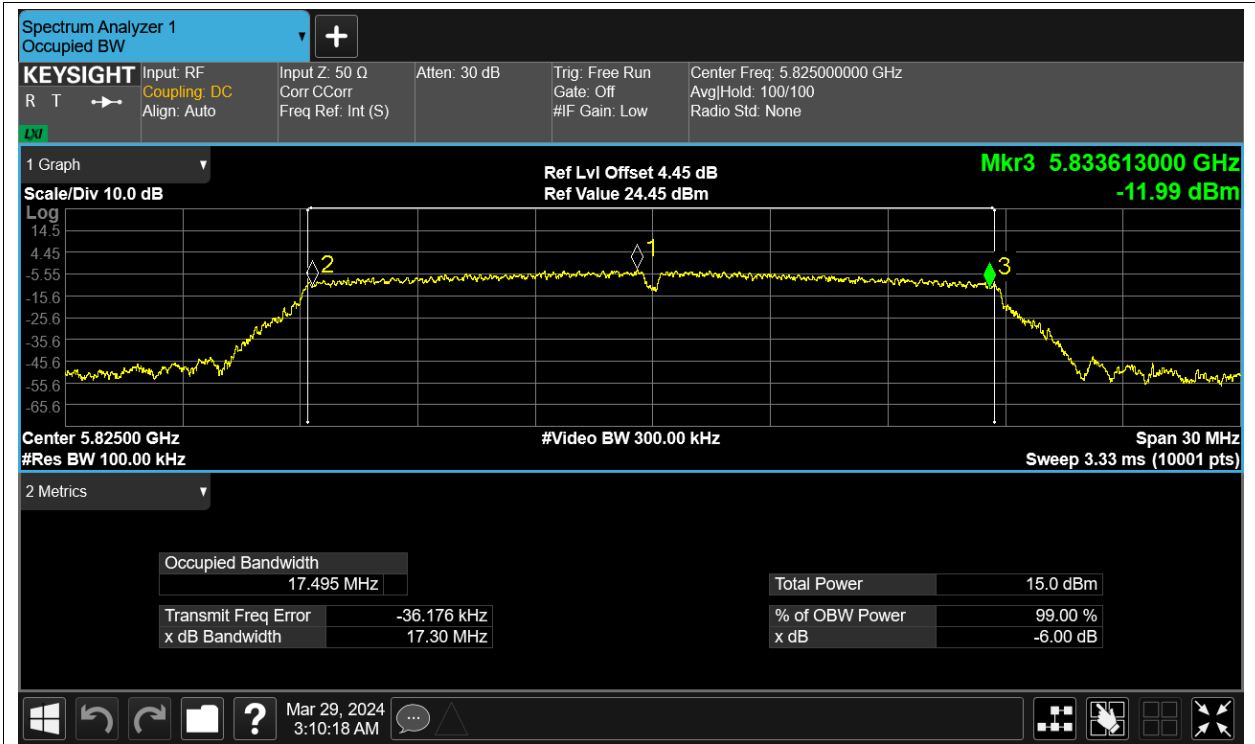 Spectrum Analyzer 1
Occupied BW
KEYSIGHT
R T
LXI
Input: RF
Coupling: DC
Align: Auto
Input Z: 50 Ω
Corr CCorr
Freq Ref: Int (S)
Atten: 30 dB
Trig: Free Run
Gate: Off
#IF Gain: Low
Center Freq: 5.825000000 GHz
Avg|Hold: 100/100
Radio Std: None
1 Graph
Scale/Div 10.0 dB
Ref Lvl Offset 4.45 dB
Ref Value 24.45 dBm
Mkr3 5.833613000 GHz
-11.99 dBm
Log
14.5
4.45
-5.55
-15.6
-25.6
-35.6
-45.6
-55.6
-65.6
2
1
3
Center 5.82500 GHz
#Res BW 100.00 kHz
#Video BW 300.00 kHz
Span 30 MHz
Sweep 3.33 ms (10001 pts)
2 Metrics
Occupied Bandwidth
17.495 MHz
Transmit Freq Error -36.176 kHz
x dB Bandwidth 17.30 MHz
Total Power 15.0 dBm
% of OBW Power 99.00 %
x dB -6.00 dB
?
Mar 29, 2024
3:10:18 AM